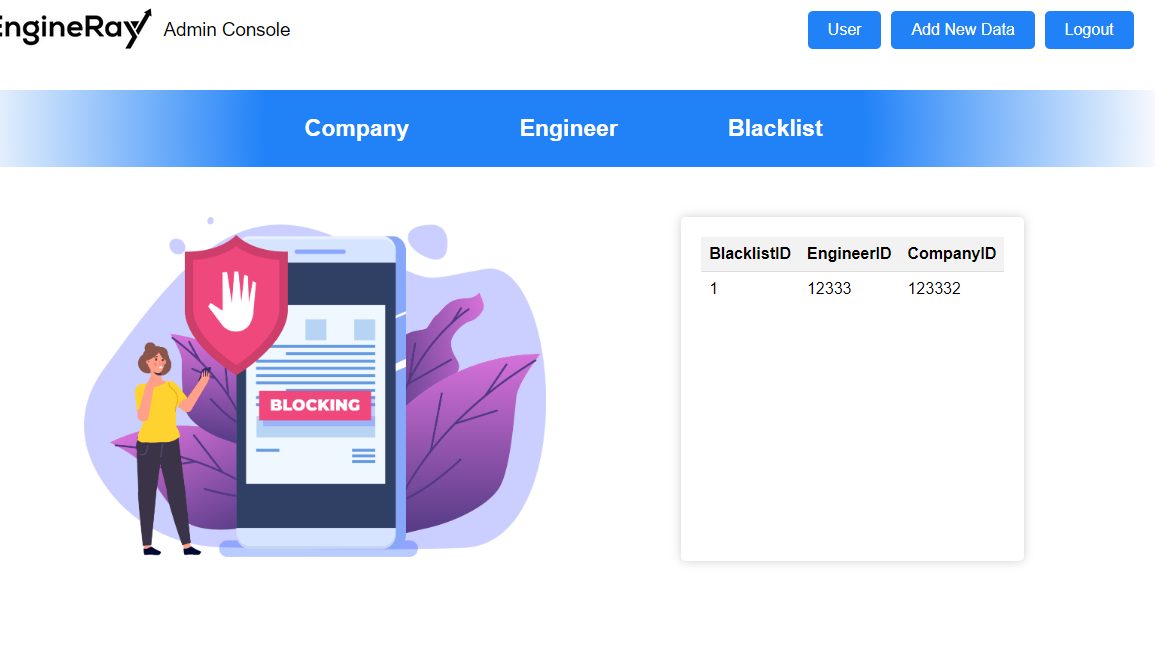 EngineRay Admin Console User Add New Data Logout
Company Engineer Blacklist
BLOCKING
BlacklistID EngineerID CompanyID
1 12333 123332